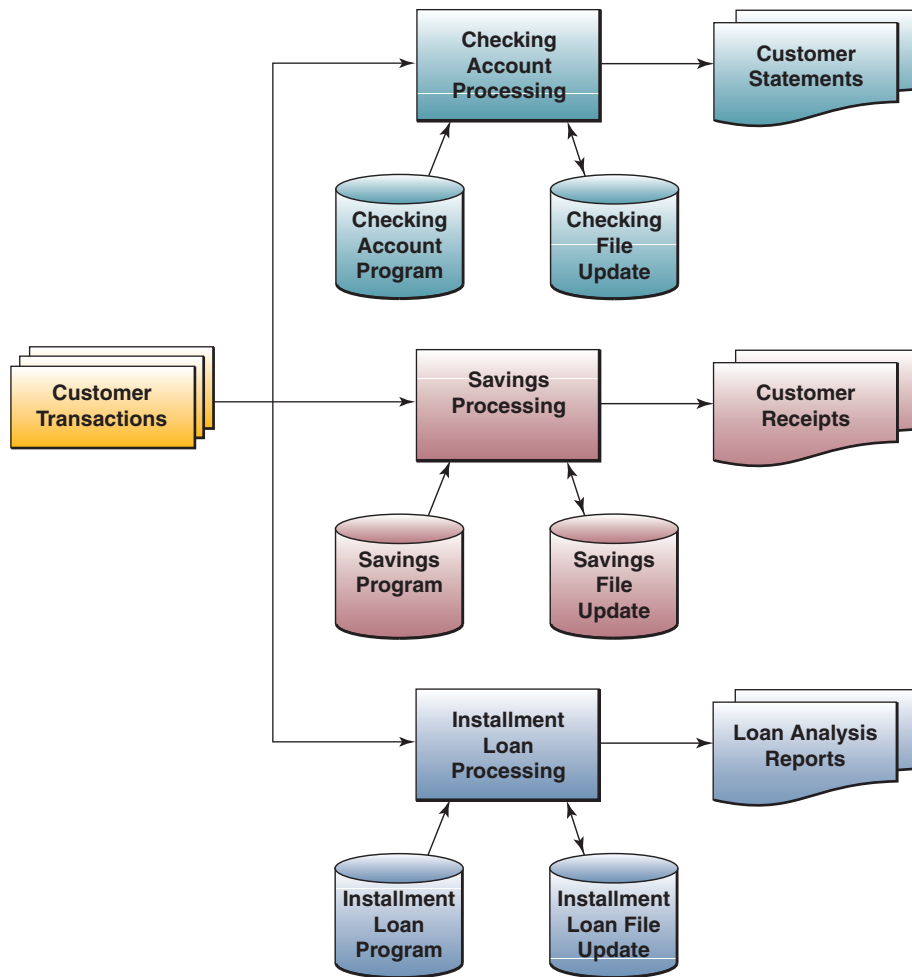 Checking
Account
Processing
Customer
Statements
Checking
Account
Program
Checking
File
Update
Customer
Transactions
Savings
Processing
Customer
Receipts
Savings
Program
Savings
File
Update
Installment
Loan
Processing
Loan Analysis
Reports
Installment
Loan
Program
Installment
Loan File
Update